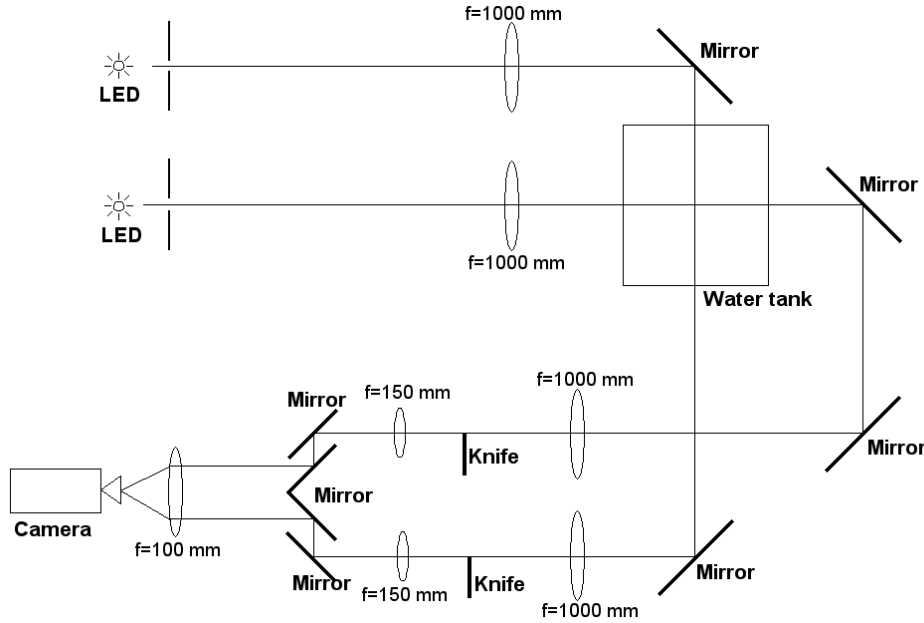 f=1000 mm
Mirror
LED
Mirror
LED
f=1000 mm
Water tank
f=1000 mm
f=150 mm
Mirror
Mirror
Knife
Mirror
Camera
f=100 mm
Mirror
Knife
Mirror
f=150 mm
f=1000 mm